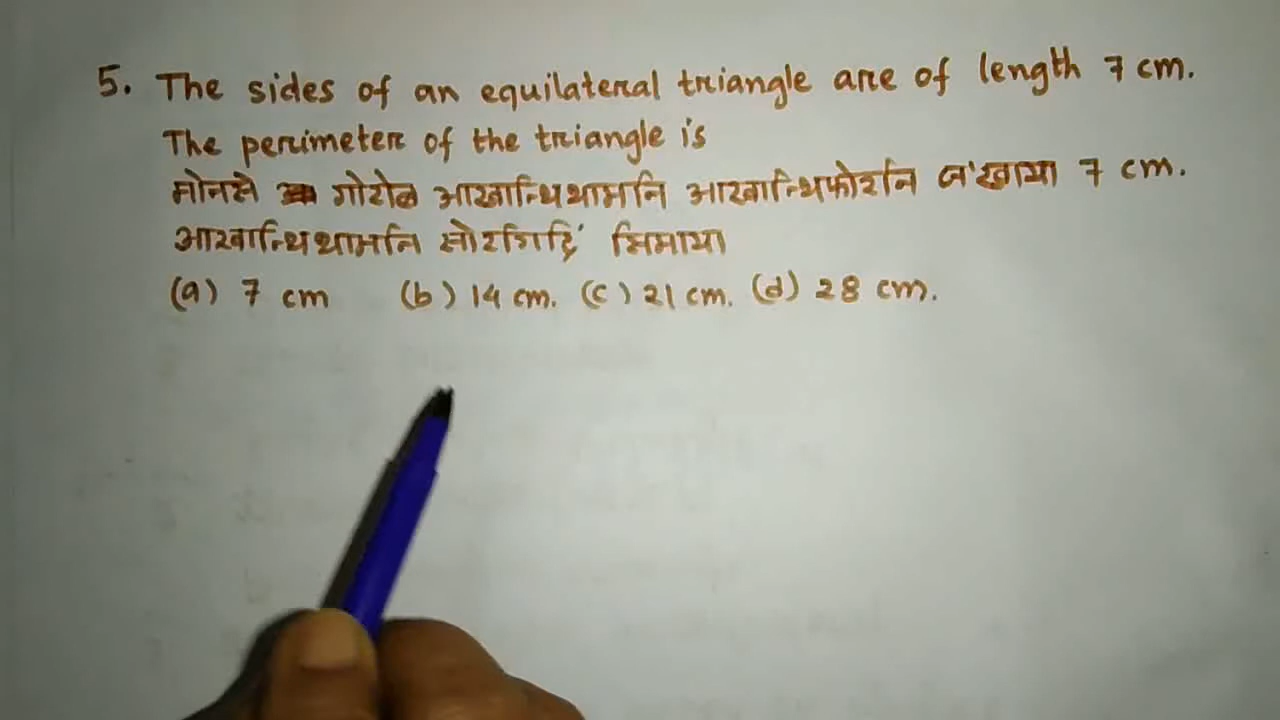 5. The sides of an equilateral triangle are of length 7 cm.
The perimeter of the triangle is
मोनसे गोरोब आखान्थिथामनि आखान्थिफोरनि ल'खाया 7 cm.
आखान्थिथामनि सोरगिदिं सिमाया
(a) 7 cm (b) 14 cm. (c) 21 cm. (d) 28 cm.